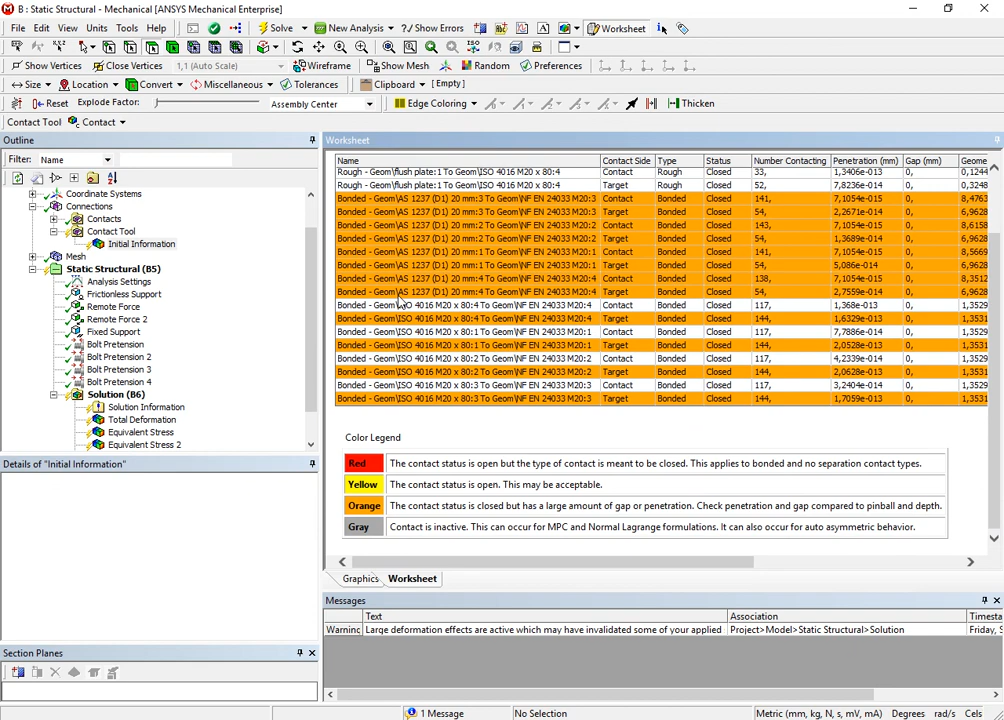 B : Static Structural - Mechanical [ANSYS Mechanical Enterprise]
File Edit View Units Tools Help Solve New Analysis Show Errors Worksheet
Show Vertices Close Vertices 1,1 (Auto Scale) Wireframe Show Mesh Random Preferences
Size Location Convert Miscellaneous Tolerances Clipboard [ Empty ]
Reset Explode Factor: Assembly Center Edge Coloring Thicken
Contact Tool Contact
Outline
Filter: Name
Coordinate Systems
Connections
Contacts
Contact Tool
Initial Information
Mesh
Static Structural (B5)
Analysis Settings
Frictionless Support
Remote Force
Remote Force 2
Fixed Support
Bolt Pretension
Bolt Pretension 2
Bolt Pretension 3
Bolt Pretension 4
Solution (B6)
Solution Information
Total Deformation
Equivalent Stress
Equivalent Stress 2
Details of "Initial Information"
Section Planes
Worksheet
Name Contact Side Type Status Number Contacting Penetration (mm) Gap (mm) Geome
Rough - Geom\flush plate:1 To Geom\ISO 4016 M20 x 80:4 Contact Rough Closed 33, 1,3406e-013 0, 0,1244
Rough - Geom\flush plate:1 To Geom\ISO 4016 M20 x 80:4 Target Rough Closed 52, 7,8236e-014 0, 0,3248
Bonded - Geom\AS 1237 (D1) 20 mm:3 To Geom\NF EN 24033 M20:3 Contact Bonded Closed 141, 7,1054e-015 0, 8,4763
Bonded - Geom\AS 1237 (D1) 20 mm:3 To Geom\NF EN 24033 M20:3 Target Bonded Closed 54, 2,2671e-014 0, 6,9628
Bonded - Geom\AS 1237 (D1) 20 mm:2 To Geom\NF EN 24033 M20:2 Contact Bonded Closed 143, 7,1054e-015 0, 8,6158
Bonded - Geom\AS 1237 (D1) 20 mm:2 To Geom\NF EN 24033 M20:2 Target Bonded Closed 54, 1,3689e-014 0, 6,9628
Bonded - Geom\AS 1237 (D1) 20 mm:1 To Geom\NF EN 24033 M20:1 Contact Bonded Closed 141, 7,1054e-015 0, 8,5669
Bonded - Geom\AS 1237 (D1) 20 mm:1 To Geom\NF EN 24033 M20:1 Target Bonded Closed 54, 5,086e-014 0, 6,9628
Bonded - Geom\AS 1237 (D1) 20 mm:4 To Geom\NF EN 24033 M20:4 Contact Bonded Closed 138, 7,1054e-015 0, 8,3512
Bonded - Geom\AS 1237 (D1) 20 mm:4 To Geom\NF EN 24033 M20:4 Target Bonded Closed 54, 2,7559e-014 0, 6,9628
Bonded - Geom\ISO 4016 M20 x 80:4 To Geom\NF EN 24033 M20:4 Contact Bonded Closed 117, 1,368e-013 0, 1,3529
Bonded - Geom\ISO 4016 M20 x 80:4 To Geom\NF EN 24033 M20:4 Target Bonded Closed 144, 1,6329e-013 0, 1,3531
Bonded - Geom\ISO 4016 M20 x 80:1 To Geom\NF EN 24033 M20:1 Contact Bonded Closed 117, 7,7886e-014 0, 1,3529
Bonded - Geom\ISO 4016 M20 x 80:1 To Geom\NF EN 24033 M20:1 Target Bonded Closed 144, 2,0528e-013 0, 1,3531
Bonded - Geom\ISO 4016 M20 x 80:2 To Geom\NF EN 24033 M20:2 Contact Bonded Closed 117, 4,2339e-014 0, 1,3529
Bonded - Geom\ISO 4016 M20 x 80:2 To Geom\NF EN 24033 M20:2 Target Bonded Closed 144, 2,0628e-013 0, 1,3531
Bonded - Geom\ISO 4016 M20 x 80:3 To Geom\NF EN 24033 M20:3 Contact Bonded Closed 117, 3,2404e-014 0, 1,3529
Bonded - Geom\ISO 4016 M20 x 80:3 To Geom\NF EN 24033 M20:3 Target Bonded Closed 144, 1,7059e-013 0, 1,3531
Color Legend
Red The contact status is open but the type of contact is meant to be closed. This applies to bonded and no separation contact types.
Yellow The contact status is open. This may be acceptable.
Orange The contact status is closed but has a large amount of gap or penetration. Check penetration and gap compared to pinball and depth.
Gray Contact is inactive. This can occur for MPC and Normal Lagrange formulations. It can also occur for auto asymmetric behavior.
Graphics Worksheet
Messages
Text Association Timesta
Warning Large deformation effects are active which may have invalidated some of your applied Project>Model>Static Structural>Solution Friday, S
1 Message No Selection Metric (mm, kg, N, s, mV, mA) Degrees rad/s Cels